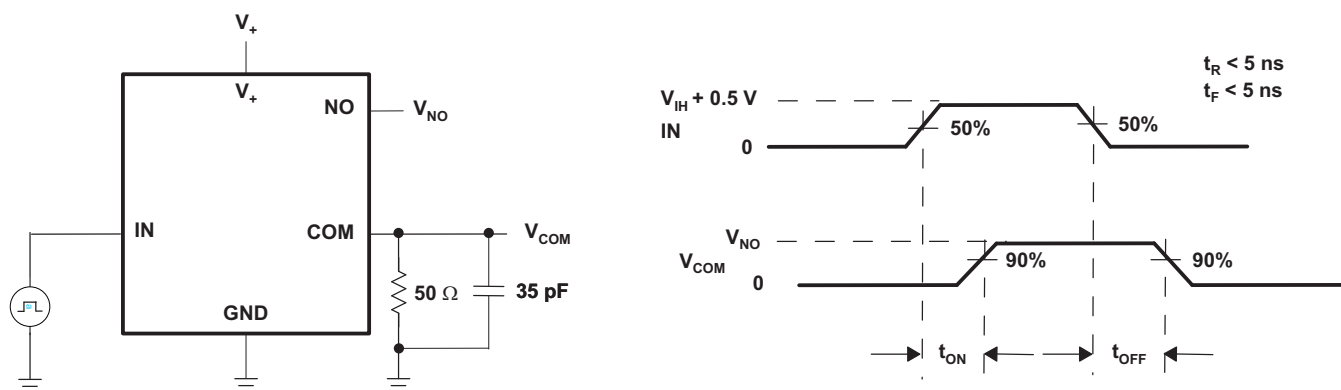 V+
V+
NO
VNO
IN
COM
VCOM
50 Ω
35 pF
GND
tR < 5 ns
tF < 5 ns
VIH + 0.5 V
IN
50%
50%
0
VNO
VCOM
90%
90%
0
tON
tOFF